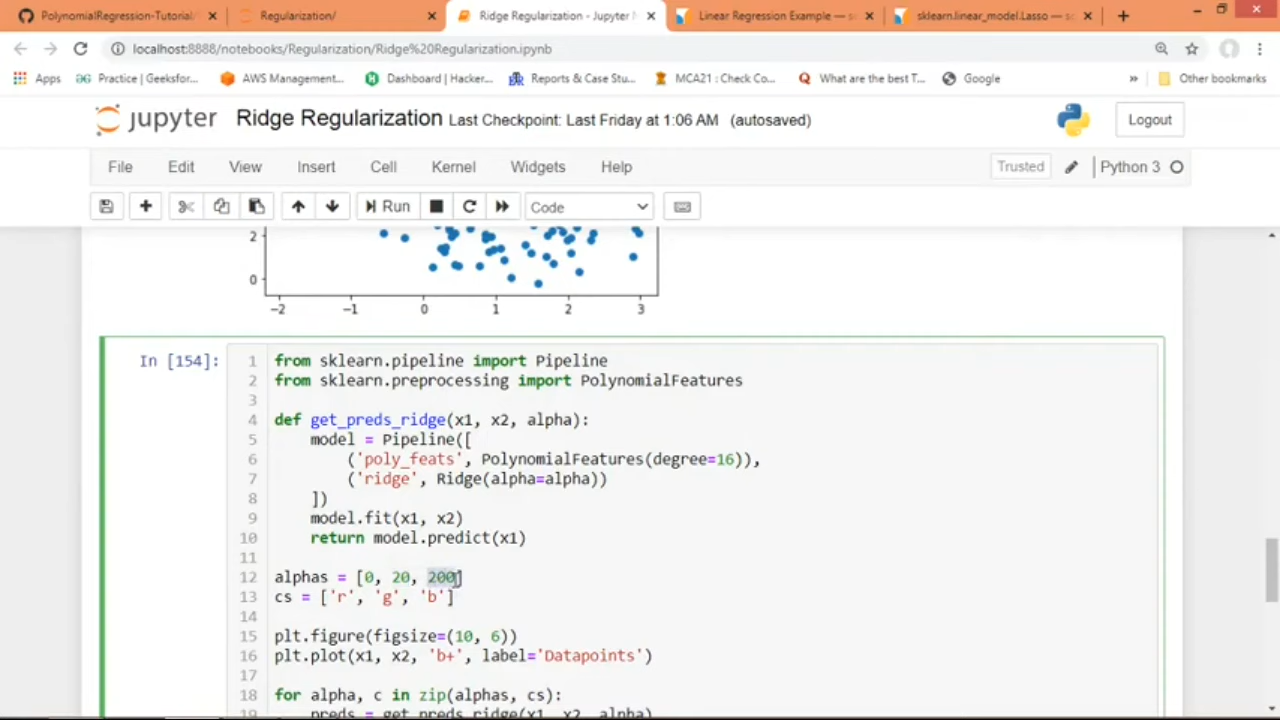 PolynomialRegression-Tutorial/ Regularization/ Ridge Regularization - Jupyter Linear Regression Example — sc sklearn.linear_model.Lasso — sc
localhost:8888/notebooks/Regularization/Ridge%20Regularization.ipynb
Apps Practice | Geeksfor... AWS Management... Dashboard | Hacker... Reports & Case Stu... MCA21 : Check Co... What are the best T... Google » Other bookmarks
jupyter Ridge Regularization Last Checkpoint: Last Friday at 1:06 AM (autosaved) Logout
File Edit View Insert Cell Kernel Widgets Help Trusted Python 3
Run Code
2
0
−2 −1 0 1 2 3
In [154]:
1 from sklearn.pipeline import Pipeline
2 from sklearn.preprocessing import PolynomialFeatures
3
4 def get_preds_ridge(x1, x2, alpha):
5 model = Pipeline([
6 ('poly_feats', PolynomialFeatures(degree=16)),
7 ('ridge', Ridge(alpha=alpha))
8 ])
9 model.fit(x1, x2)
10 return model.predict(x1)
11
12 alphas = [0, 20, 200]
13 cs = ['r', 'g', 'b']
14
15 plt.figure(figsize=(10, 6))
16 plt.plot(x1, x2, 'b+', label='Datapoints')
17
18 for alpha, c in zip(alphas, cs):
19 preds = get_preds_ridge(x1, x2, alpha)